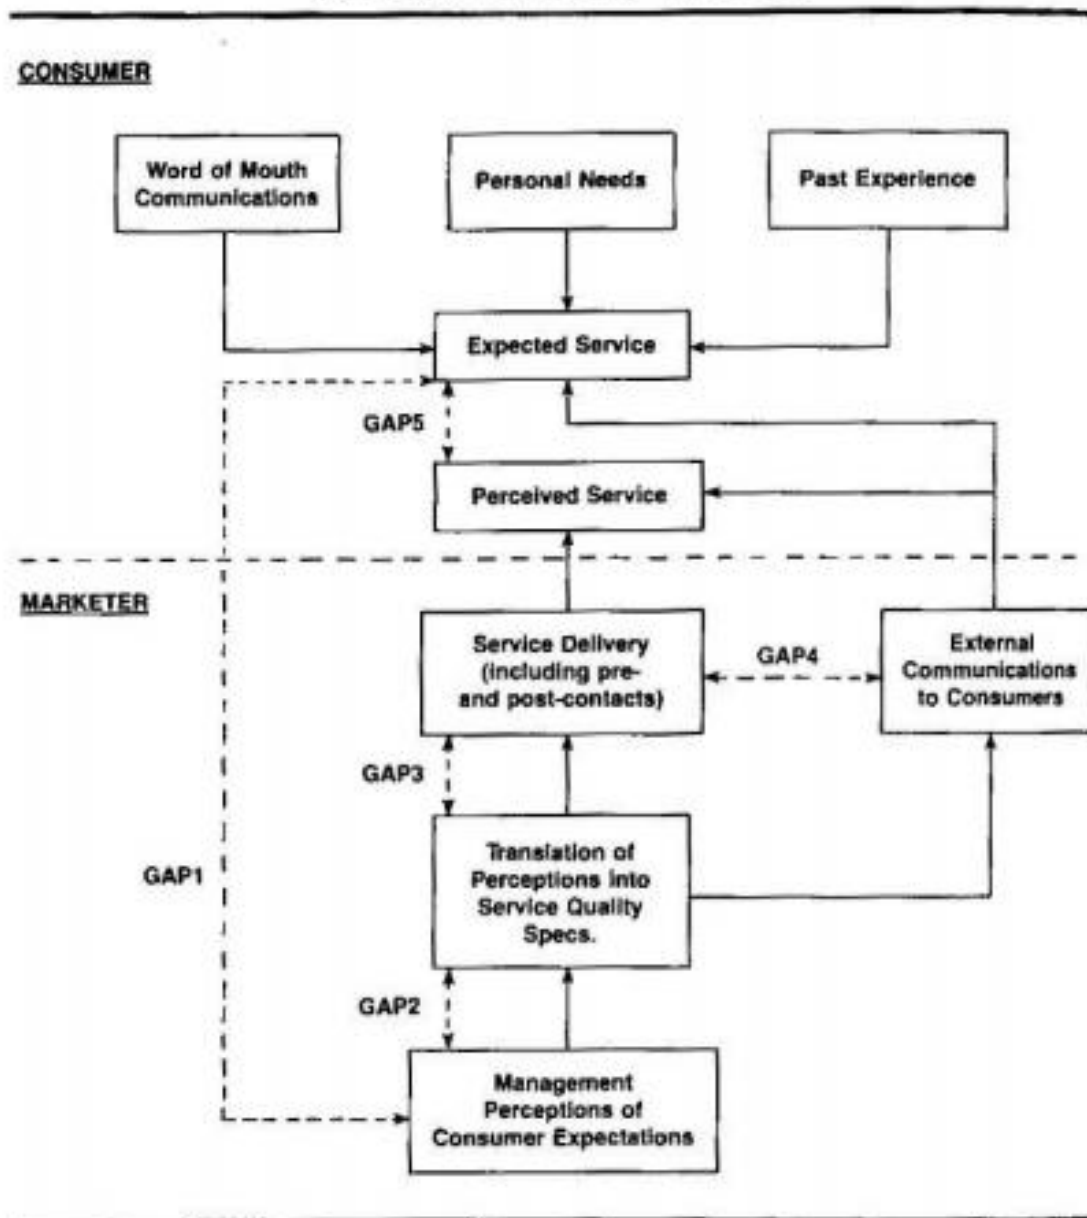 CONSUMER
Word of Mouth
Communications
Personal Needs
Past Experience
Expected Service
GAP5
Perceived Service
MARKETER
Service Delivery
(including pre-
and post-contacts)
GAP4
External
Communications
to Consumers
GAP3
Translation of
Perceptions into
Service Quality
Specs.
GAP1
GAP2
Management
Perceptions of
Consumer Expectations